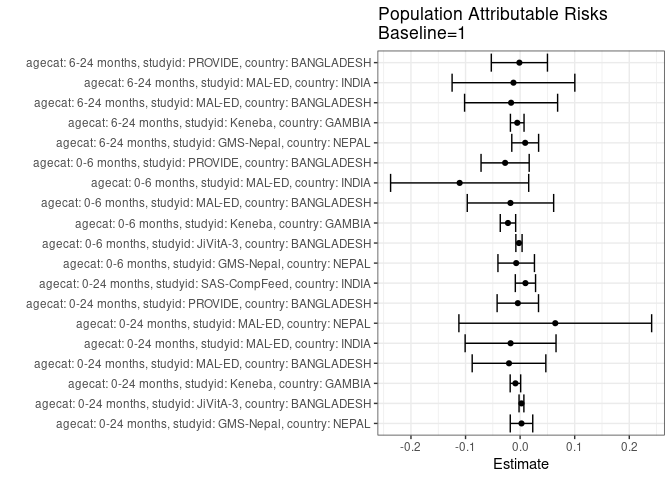 Population Attributable Risks
Baseline=1
agecat: 6-24 months, studyid: PROVIDE, country: BANGLADESH
agecat: 6-24 months, studyid: MAL-ED, country: INDIA
agecat: 6-24 months, studyid: MAL-ED, country: BANGLADESH
agecat: 6-24 months, studyid: Keneba, country: GAMBIA
agecat: 6-24 months, studyid: GMS-Nepal, country: NEPAL
agecat: 0-6 months, studyid: PROVIDE, country: BANGLADESH
agecat: 0-6 months, studyid: MAL-ED, country: INDIA
agecat: 0-6 months, studyid: MAL-ED, country: BANGLADESH
agecat: 0-6 months, studyid: Keneba, country: GAMBIA
agecat: 0-6 months, studyid: JiVitA-3, country: BANGLADESH
agecat: 0-6 months, studyid: GMS-Nepal, country: NEPAL
agecat: 0-24 months, studyid: SAS-CompFeed, country: INDIA
agecat: 0-24 months, studyid: PROVIDE, country: BANGLADESH
agecat: 0-24 months, studyid: MAL-ED, country: NEPAL
agecat: 0-24 months, studyid: MAL-ED, country: INDIA
agecat: 0-24 months, studyid: MAL-ED, country: BANGLADESH
agecat: 0-24 months, studyid: Keneba, country: GAMBIA
agecat: 0-24 months, studyid: JiVitA-3, country: BANGLADESH
agecat: 0-24 months, studyid: GMS-Nepal, country: NEPAL
-0.2 -0.1 0.0 0.1 0.2
Estimate